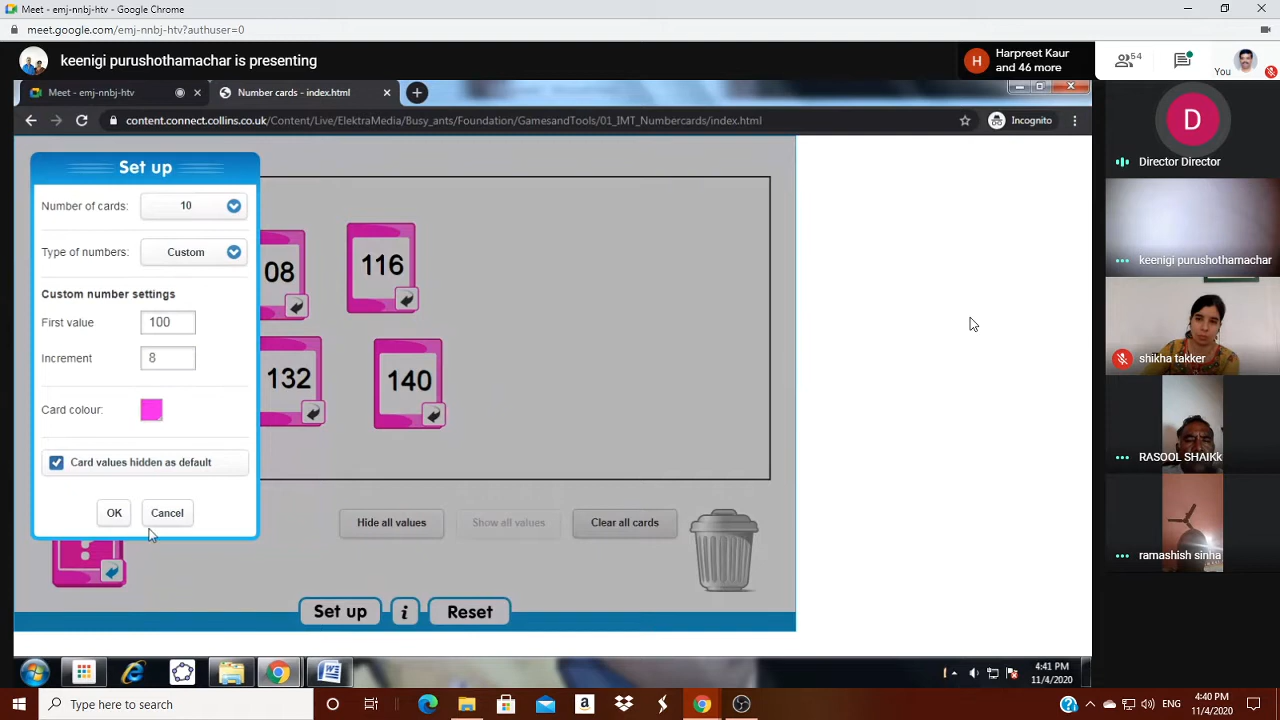 Meet - emj-nnbj-htv - Google Chrome
meet.google.com/emj-nnbj-htv?authuser=0
keenigi purushothamachar is presenting
H
Harpreet Kaur
and 46 more
54
You
Meet - emj-nnbj-htv
Number cards - index.html
content.connect.collins.co.uk/Content/Live/ElektraMedia/Busy_ants/Foundation/GamesandTools/01_IMT_Numbercards/index.html
Incognito
Set up
Number of cards:
10
Type of numbers:
Custom
Custom number settings
First value
100
Increment
8
Card colour:
Card values hidden as default
OK
Cancel
08
116
132
140
?
Hide all values
Show all values
Clear all cards
Set up
i
Reset
D
Director Director
keenigi purushothamachar
shikha takker
RASOOL SHAIKk
ramashish sinha
4:41 PM
11/4/2020
Type here to search
ENG
4:40 PM
11/4/2020